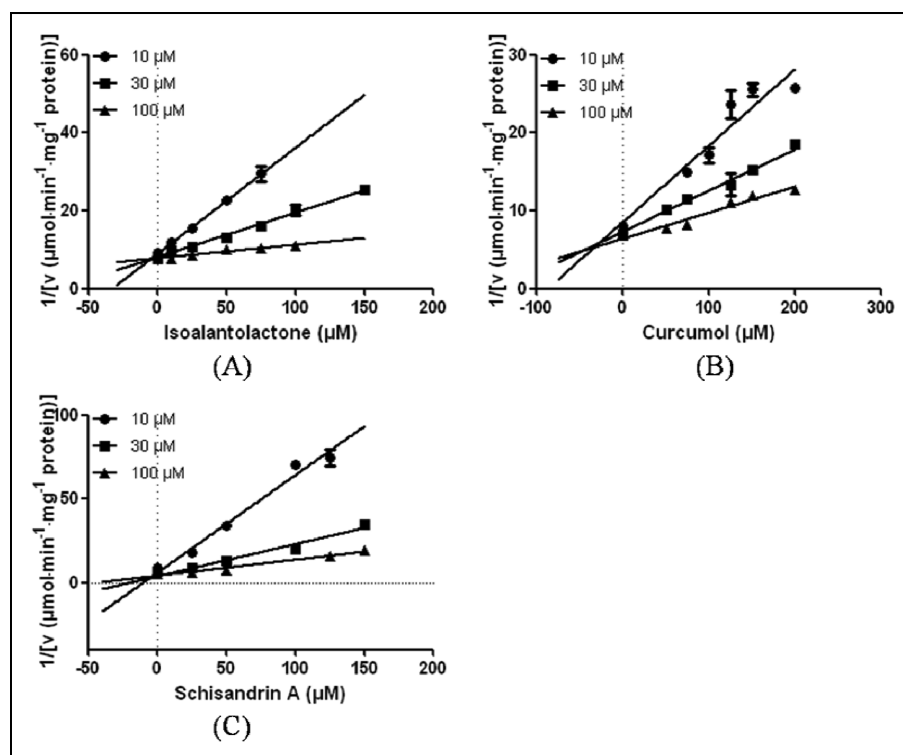 1/[v (µmol·min⁻¹·mg⁻¹ protein)]
60
40
20
0
10 µM
30 µM
100 µM
-50 0 50 100 150 200
Isoalantolactone (µM)
(A)
1/[v (µmol·min⁻¹·mg⁻¹ protein)]
30
20
10
0
10 µM
30 µM
100 µM
-100 0 100 200 300
Curcumol (µM)
(B)
1/[v (µmol·min⁻¹·mg⁻¹ protein)]
100
50
0
10 µM
30 µM
100 µM
-50 0 50 100 150 200
Schisandrin A (µM)
(C)